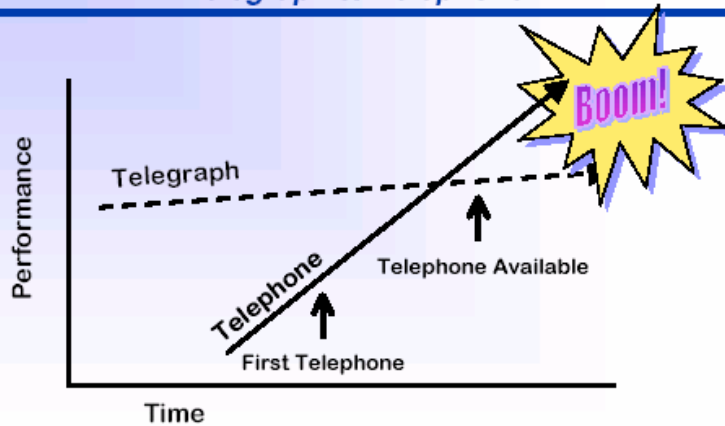 Boom!
Telegraph
Performance
Telephone
Telephone Available
First Telephone
Time